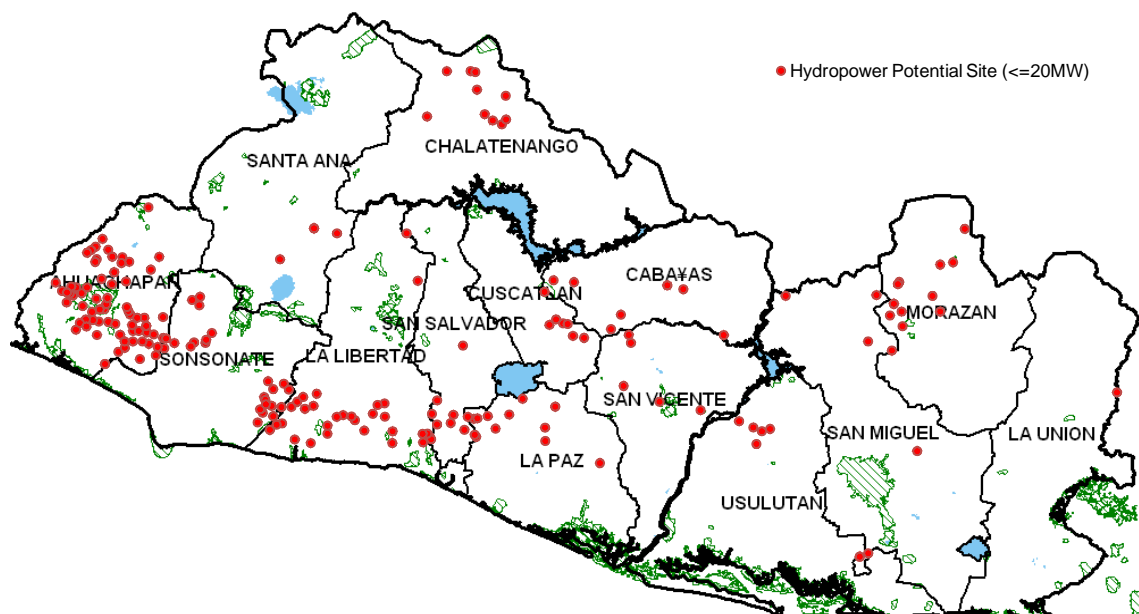 Hydropower Potential Site (<=20MW)
CHALATENANGO
SANTA ANA
AHUACHAPAN
CABA¥AS
CUSCATLAN
SAN SALVADOR
MORAZAN
SONSONATE
LA LIBERTAD
SAN VICENTE
SAN MIGUEL
LA UNION
LA PAZ
USULUTAN